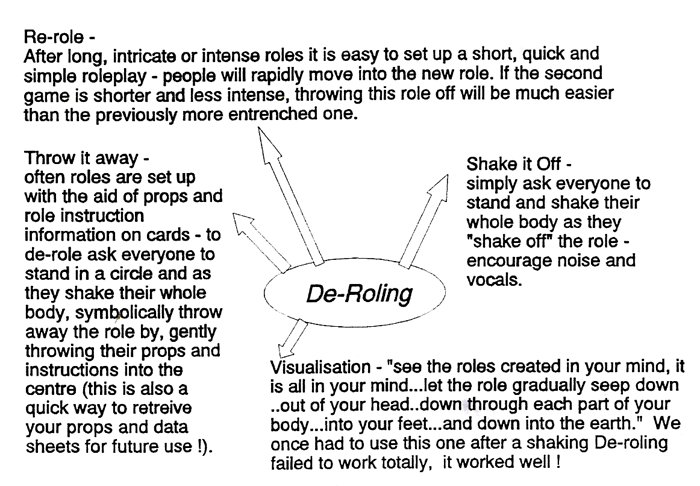 Re-role -
After long, intricate or intense roles it is easy to set up a short, quick and
simple roleplay - people will rapidly move into the new role. If the second
game is shorter and less intense, throwing this role off will be much easier
than the previously more entrenched one.
Throw it away -
often roles are set up
with the aid of props and
role instruction
information on cards - to
de-role ask everyone to
stand in a circle and as
they shake their whole
body, symbolically throw
away the role by, gently
throwing their props and
instructions into the
centre (this is also a
quick way to retreive
your props and data
sheets for future use !).
Shake it Off -
simply ask everyone to
stand and shake their
whole body as they
"shake off" the role -
encourage noise and
vocals.
De-Roling
Visualisation - "see the roles created in your mind, it
is all in your mind...let the role gradually seep down
..out of your head..down through each part of your
body...into your feet...and down into the earth." We
once had to use this one after a shaking De-roling
failed to work totally, it worked well !